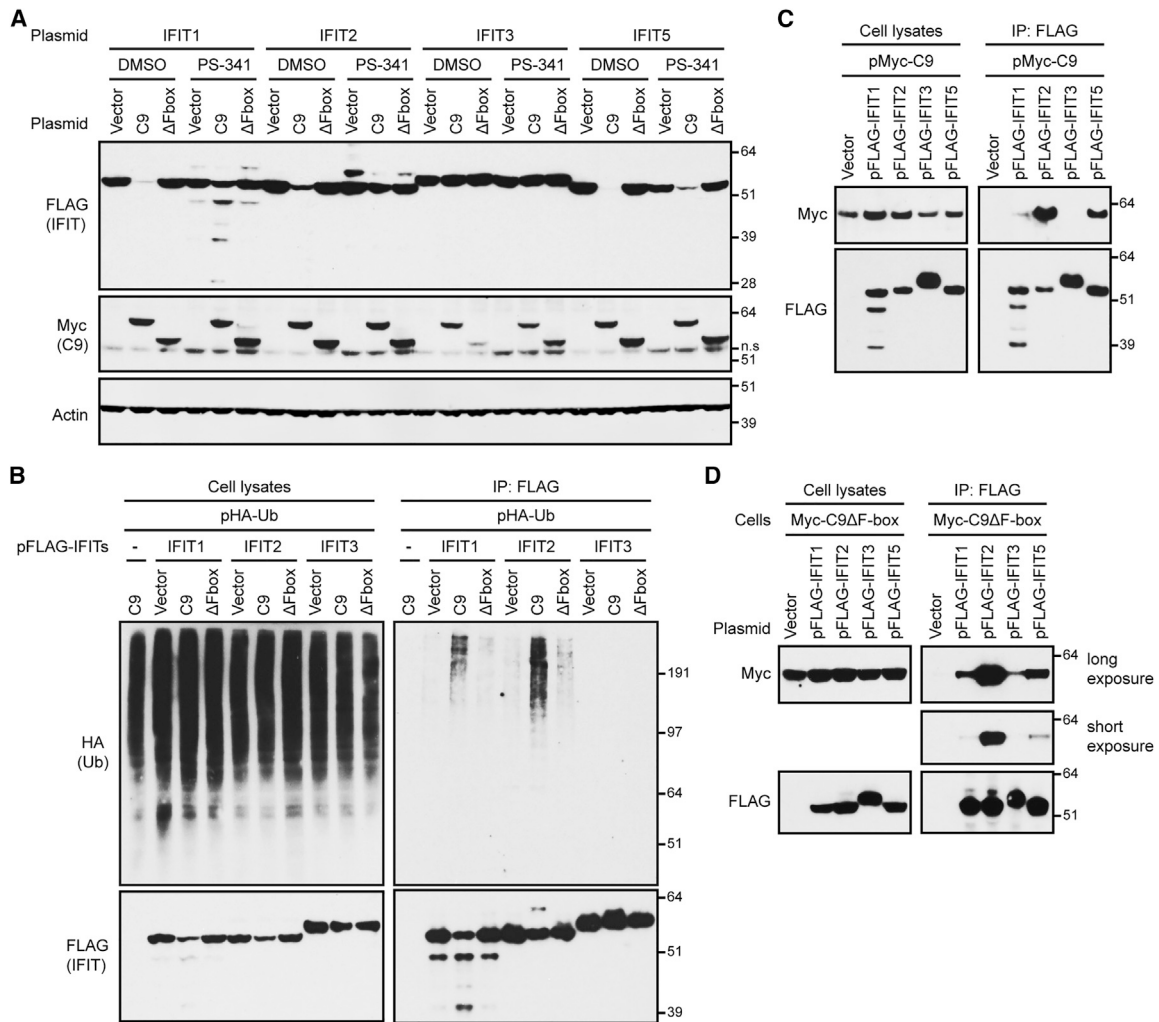 A
Plasmid IFIT1 IFIT2 IFIT3 IFIT5
DMSO PS-341 DMSO PS-341 DMSO PS-341 DMSO PS-341
Plasmid Vector C9 ΔFbox Vector C9 ΔFbox Vector C9 ΔFbox Vector C9 ΔFbox Vector C9 ΔFbox Vector C9 ΔFbox Vector C9 ΔFbox Vector C9 ΔFbox
FLAG
(IFIT)
64
51
39
28
Myc
(C9)
64
n.s
51
Actin
51
39
B
Cell lysates IP: FLAG
pHA-Ub pHA-Ub
pFLAG-IFITs - IFIT1 IFIT2 IFIT3 - IFIT1 IFIT2 IFIT3
C9 Vector C9 ΔFbox Vector C9 ΔFbox Vector C9 ΔFbox C9 Vector C9 ΔFbox Vector C9 ΔFbox Vector C9 ΔFbox
HA
(Ub)
191
97
64
51
FLAG
(IFIT)
64
51
39
C
Cell lysates IP: FLAG
pMyc-C9 pMyc-C9
Vector pFLAG-IFIT1 pFLAG-IFIT2 pFLAG-IFIT3 pFLAG-IFIT5 Vector pFLAG-IFIT1 pFLAG-IFIT2 pFLAG-IFIT3 pFLAG-IFIT5
Myc
64
FLAG
64
51
39
D
Cell lysates IP: FLAG
Cells Myc-C9ΔF-box Myc-C9ΔF-box
Plasmid Vector pFLAG-IFIT1 pFLAG-IFIT2 pFLAG-IFIT3 pFLAG-IFIT5 Vector pFLAG-IFIT1 pFLAG-IFIT2 pFLAG-IFIT3 pFLAG-IFIT5
Myc
64
long
exposure
64
short
exposure
FLAG
64
51